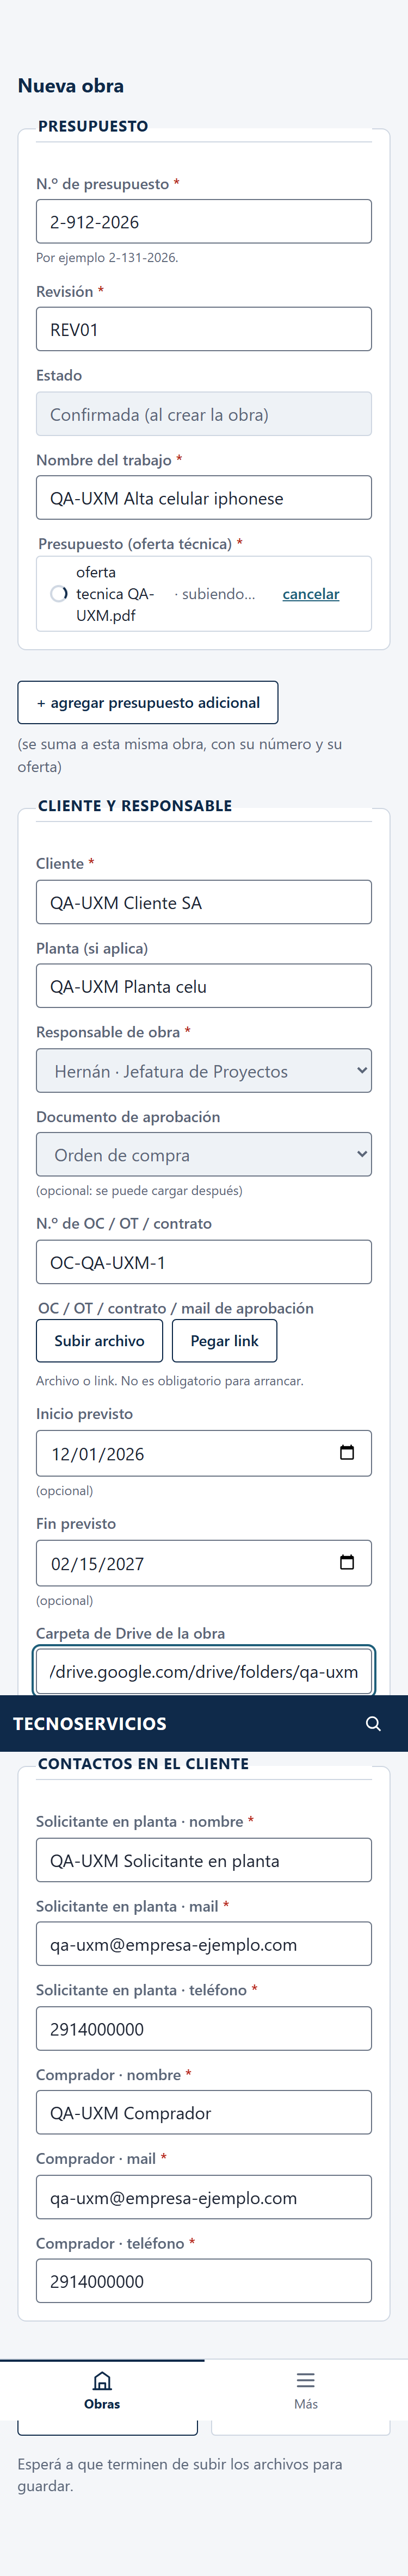 Nueva obra
PRESUPUESTO
N.º de presupuesto *
2-912-2026
Por ejemplo 2-131-2026.
Revisión *
REV01
Estado
Confirmada (al crear la obra)
Nombre del trabajo *
QA-UXM Alta celular iphonese
Presupuesto (oferta técnica) *
oferta
tecnica QA-
UXM.pdf
· subiendo...
cancelar
+ agregar presupuesto adicional
(se suma a esta misma obra, con su número y su
oferta)
CLIENTE Y RESPONSABLE
Cliente *
QA-UXM Cliente SA
Planta (si aplica)
QA-UXM Planta celu
Responsable de obra *
Hernán · Jefatura de Proyectos
Documento de aprobación
Orden de compra
(opcional: se puede cargar después)
N.º de OC / OT / contrato
OC-QA-UXM-1
OC / OT / contrato / mail de aprobación
Subir archivo
Pegar link
Archivo o link. No es obligatorio para arrancar.
Inicio previsto
12/01/2026
(opcional)
Fin previsto
02/15/2027
(opcional)
Carpeta de Drive de la obra
/drive.google.com/drive/folders/qa-uxm
TECNOSERVICIOS
CONTACTOS EN EL CLIENTE
Solicitante en planta · nombre *
QA-UXM Solicitante en planta
Solicitante en planta · mail *
qa-uxm@empresa-ejemplo.com
Solicitante en planta · teléfono *
2914000000
Comprador · nombre *
QA-UXM Comprador
Comprador · mail *
qa-uxm@empresa-ejemplo.com
Comprador · teléfono *
2914000000
Obras
Más
Esperá a que terminen de subir los archivos para
guardar.